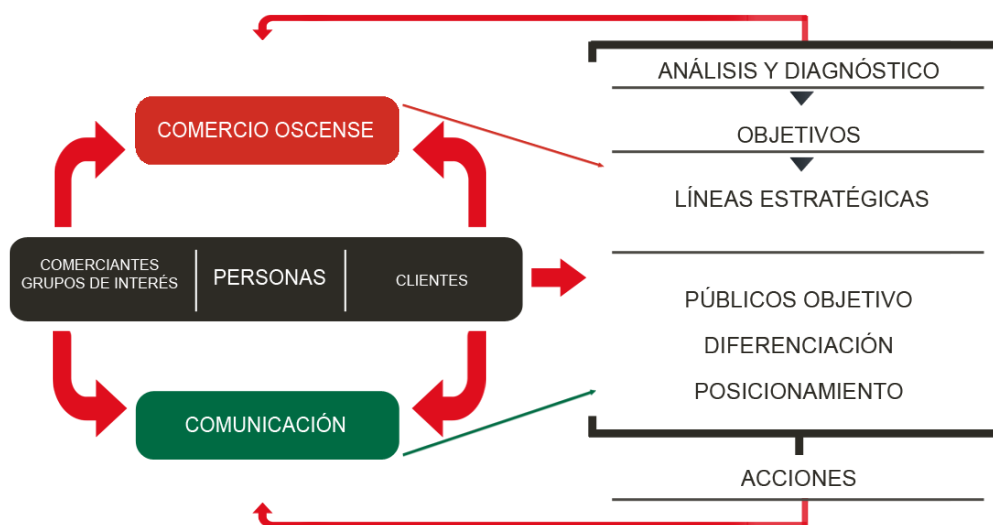 COMERCIO OSCENSE
COMERCIANTES
GRUPOS DE INTERÉS
PERSONAS
CLIENTES
COMUNICACIÓN
ANÁLISIS Y DIAGNÓSTICO
OBJETIVOS
LÍNEAS ESTRATÉGICAS
PÚBLICOS OBJETIVO
DIFERENCIACIÓN
POSICIONAMIENTO
ACCIONES